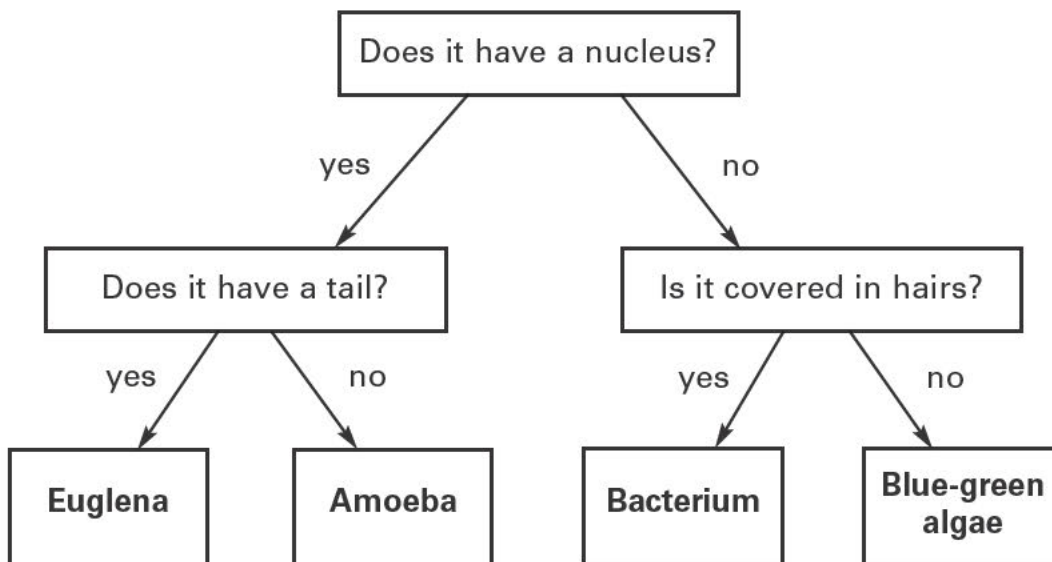 Does it have a nucleus?
yes
no
Does it have a tail?
Is it covered in hairs?
yes
no
yes
no
Euglena
Amoeba
Bacterium
Blue-green
algae